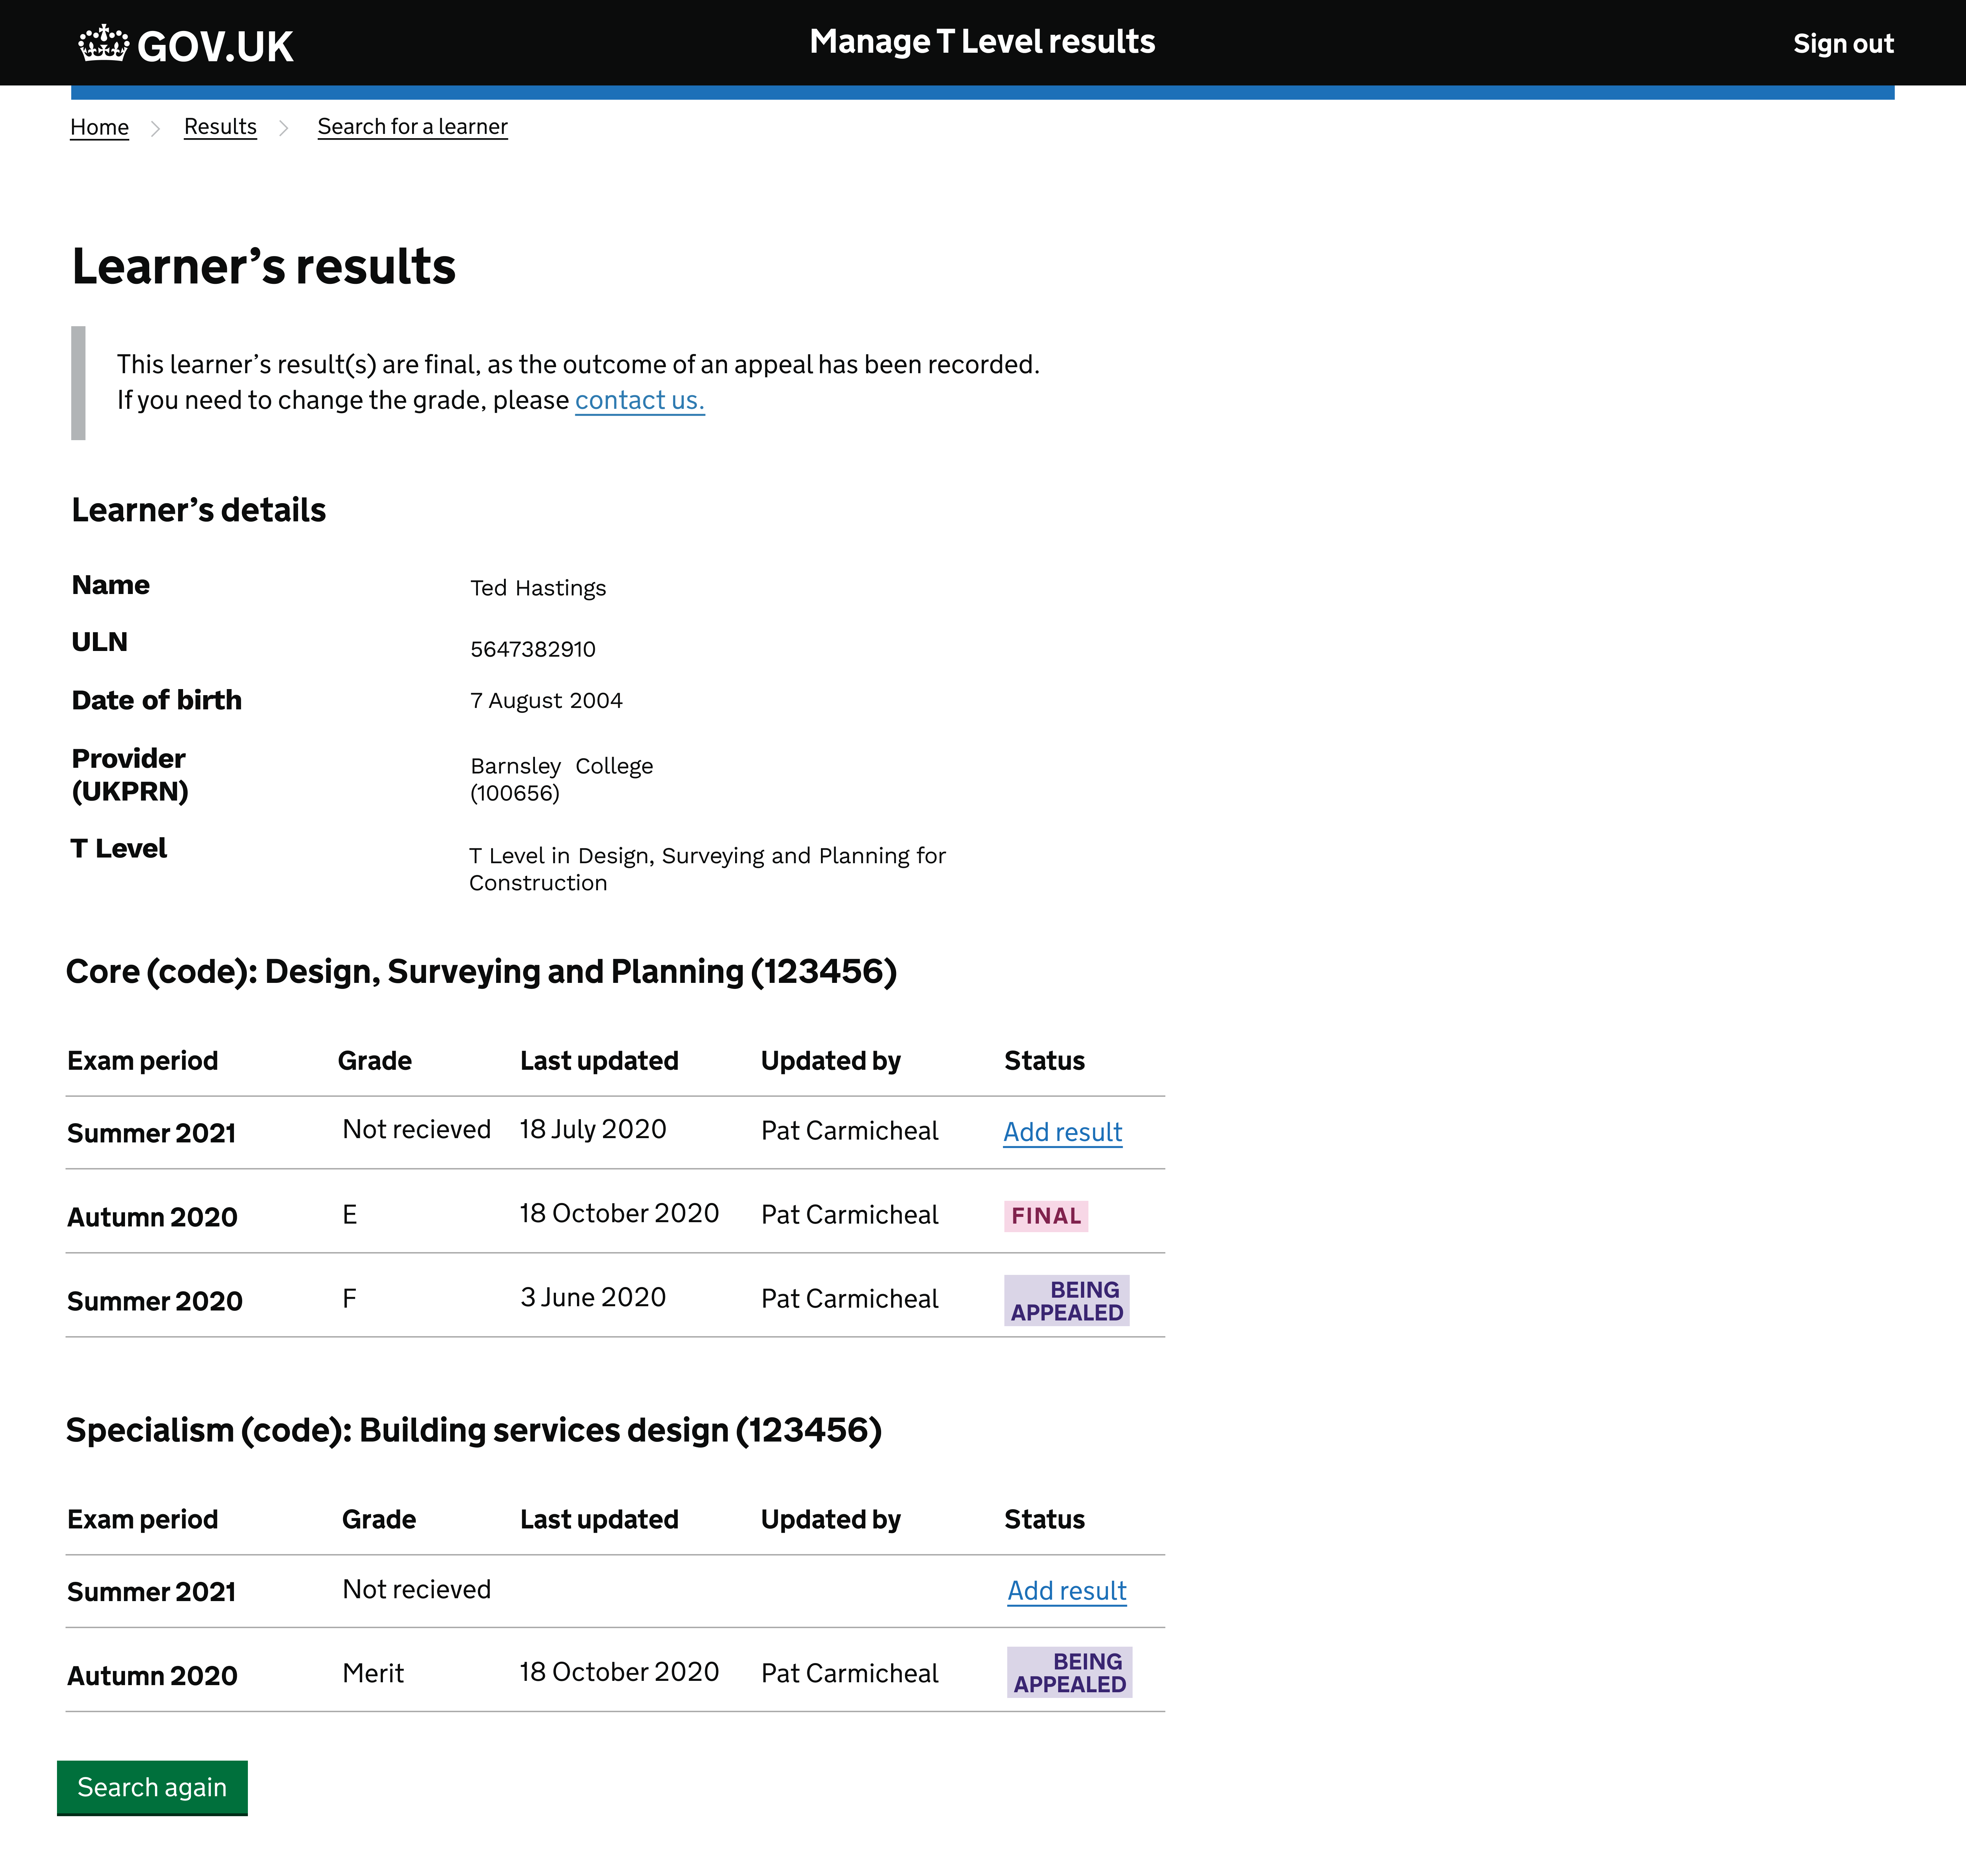 GOV.UK Manage T Level results Sign out
Home Results Search for a learner
Learner’s results
This learner’s result(s) are final, as the outcome of an appeal has been recorded.
If you need to change the grade, please contact us.
Learner’s details
Name Ted Hastings
ULN 5647382910
Date of birth 7 August 2004
Provider Barnsley College
(UKPRN) (100656)
T Level T Level in Design, Surveying and Planning for
Construction
Core (code): Design, Surveying and Planning (123456)
Exam period Grade Last updated Updated by Status
Summer 2021 Not recieved 18 July 2020 Pat Carmicheal Add result
Autumn 2020 E 18 October 2020 Pat Carmicheal FINAL
Summer 2020 F 3 June 2020 Pat Carmicheal BEING
APPEALED
Specialism (code): Building services design (123456)
Exam period Grade Last updated Updated by Status
Summer 2021 Not recieved Add result
Autumn 2020 Merit 18 October 2020 Pat Carmicheal BEING
APPEALED
Search again